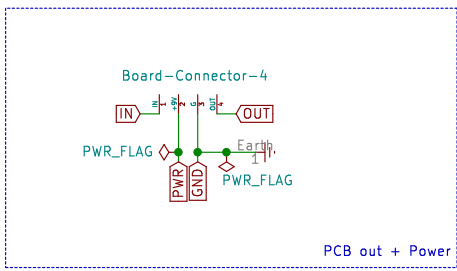 Board-Connector-4
IN +9V G OUT
1 2 3 4
IN OUT
Earth
PWR_FLAG 1
PWR GND PWR_FLAG
PCB out + Power